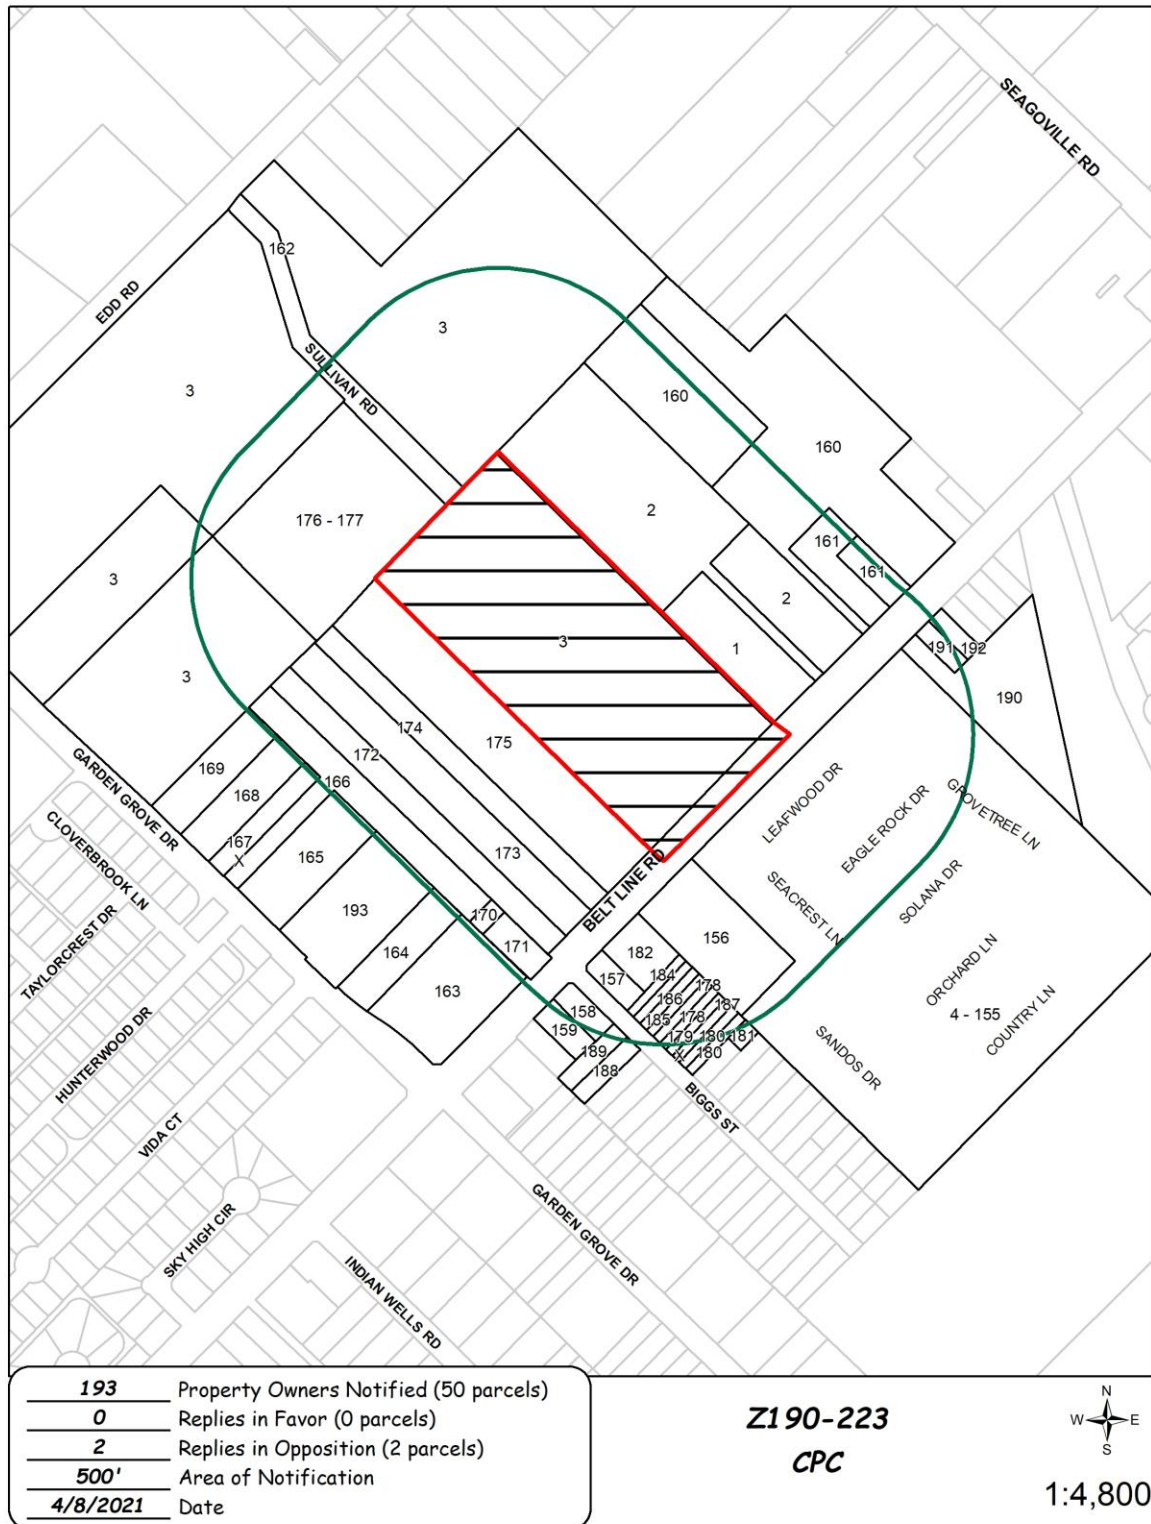 SEAGOVILLE RD
162
EDD RD
3
SULLIVAN RD
3
160
160
2
176 - 177
161
161
3
2
3
1
191
192
190
3
174
175
172
GARDEN GROVE DR
169
168
166
167
X
165
173
LEAFWOOD DR
EAGLE ROCK DR
GROVETREE LN
CLOVERBROOK LN
SEACREST LN
SOLANA DR
BELT LINE RD
193
170
171
164
163
TAYLORCREST DR
182
156
157
184
178
186
187
185
178
158
159
179
180
181
X
180
189
188
ORCHARD LN
4 - 155
COUNTRY LN
SANDOS DR
HUNTERWOOD DR
BIGGS ST
VIDA CT
SKY HIGH CIR
GARDEN GROVE DR
INDIAN WELLS RD
193 Property Owners Notified (50 parcels)
0 Replies in Favor (0 parcels)
2 Replies in Opposition (2 parcels)
500' Area of Notification
4/8/2021 Date
Z190-223
CPC
N
W E
S
1:4,800